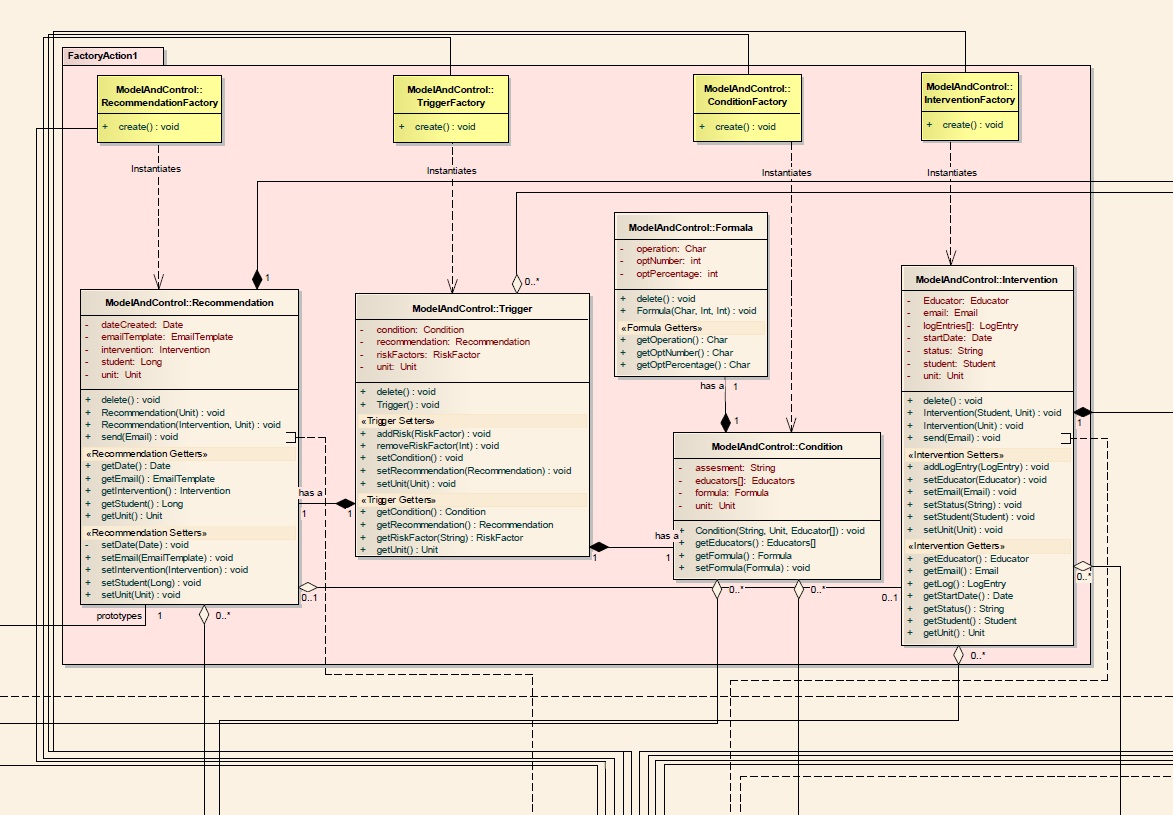 FactoryAction1
ModelAndControl::
RecommendationFactory
+ create() : void
ModelAndControl::
TriggerFactory
+ create() : void
ModelAndControl::
ConditionFactory
+ create() : void
ModelAndControl::
InterventionFactory
+ create() : void
Instantiates
Instantiates
Instantiates
Instantiates
1
0..*
ModelAndControl::Recommendation
- dateCreated: Date
- emailTemplate: EmailTemplate
- intervention: Intervention
- student: Long
- unit: Unit
+ delete() : void
+ Recommendation(Unit) : void
+ Recommendation(Intervention, Unit) : void
+ send(Email) : void
«Recommendation Getters»
+ getDate() : Date
+ getEmail() : EmailTemplate
+ getIntervention() : Intervention
+ getStudent() : Long
+ getUnit() : Unit
«Recommendation Setters»
- setDate(Date) : void
+ setEmail(EmailTemplate) : void
+ setIntervention(Intervention) : void
+ setStudent(Long) : void
+ setUnit(Unit) : void
has a
1
1
0..1
prototypes
1
0..*
ModelAndControl::Trigger
- condition: Condition
- recommendation: Recommendation
- riskFactors: RiskFactor
- unit: Unit
+ delete() : void
+ Trigger() : void
«Trigger Setters»
+ addRisk(RiskFactor) : void
+ removeRiskFactor(Int) : void
+ setCondition() : void
+ setRecommendation(Recommendation) : void
+ setUnit(Unit) : void
«Trigger Getters»
+ getCondition() : Condition
+ getRecommendation() : Recommendation
+ getRiskFactor(String) : RiskFactor
+ getUnit() : Unit
1
has a
1
ModelAndControl::Formala
- operation: Char
- optNumber: int
- optPercentage: int
+ delete() : void
+ Formula(Char, Int, Int) : void
«Formula Getters»
+ getOperation() : Char
+ getOptNumber() : Char
+ getOptPercentage() : Char
has a
1
1
ModelAndControl::Condition
- assesment: String
- educators[]: Educators
- formula: Formula
- unit: Unit
+ Condition(String, Unit, Educator[]) : void
+ getEducators() : Educators[]
+ getFormula() : Formula
+ setFormula(Formula) : void
0..*
0..*
0..1
ModelAndControl::Intervention
- Educator: Educator
- email: Email
- logEntries[]: LogEntry
- startDate: Date
- status: String
- student: Student
- unit: Unit
+ delete() : void
+ Intervention(Student, Unit) : void
+ Intervention(Unit) : void
+ send(Email) : void
«Intervention Setters»
+ addLogEntry(LogEntry) : void
+ setEducator(Educator) : void
+ setEmail(Email) : void
+ setStatus(String) : void
+ setStudent(Student) : void
+ setUnit(Unit) : void
«Intervention Getters»
+ getEducator() : Educator
+ getEmail() : Email
+ getLog() : LogEntry
+ getStartDate() : Date
+ getStatus() : String
+ getStudent() : Student
+ getUnit() : Unit
1
0..*
0..*